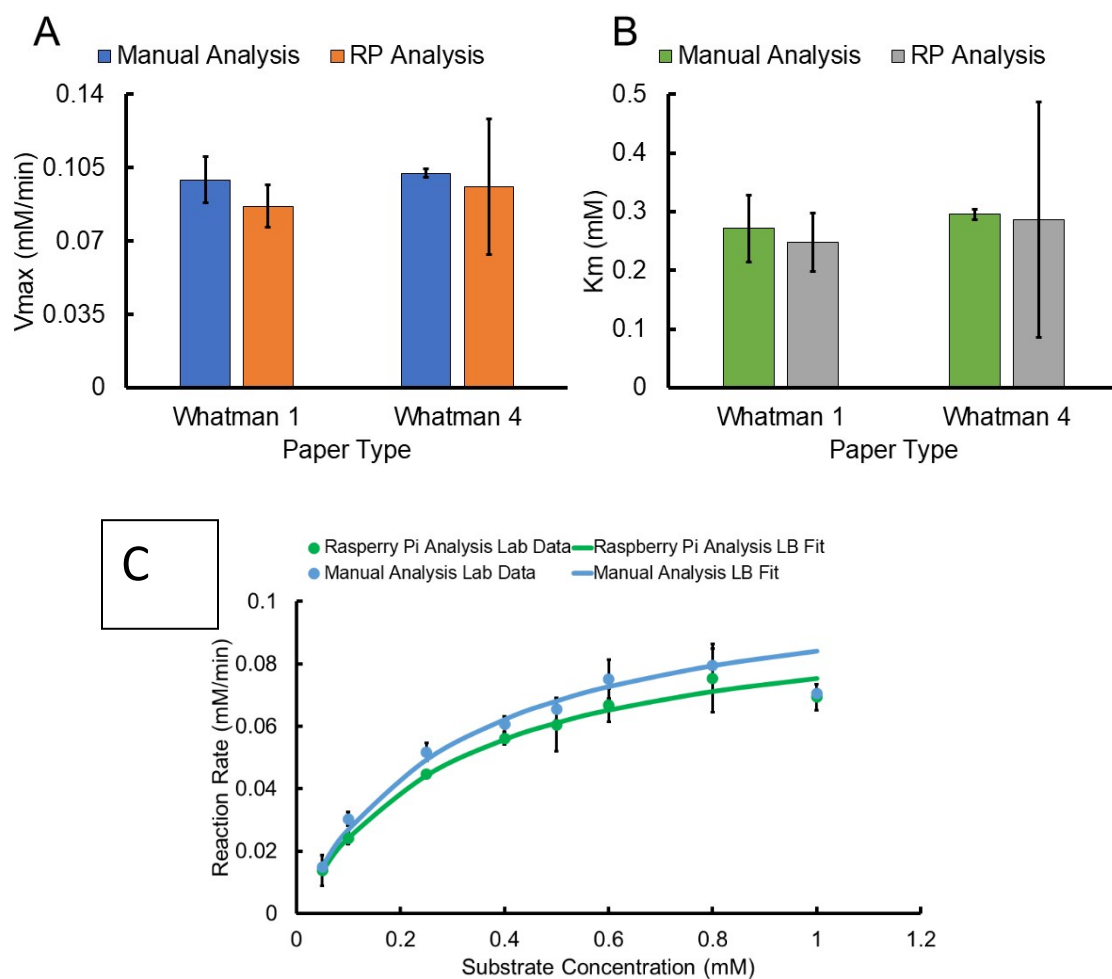 A
Manual Analysis RP Analysis
0.14
0.105
0.07
0.035
0
Vmax (mM/min)
Whatman 1 Whatman 4
Paper Type
B
Manual Analysis RP Analysis
0.5
0.4
0.3
0.2
0.1
0
Km (mM)
Whatman 1 Whatman 4
Paper Type
C
Rasperry Pi Analysis Lab Data Raspberry Pi Analysis LB Fit
Manual Analysis Lab Data Manual Analysis LB Fit
0.1
0.08
0.06
0.04
0.02
0
Reaction Rate (mM/min)
0 0.2 0.4 0.6 0.8 1 1.2
Substrate Concentration (mM)